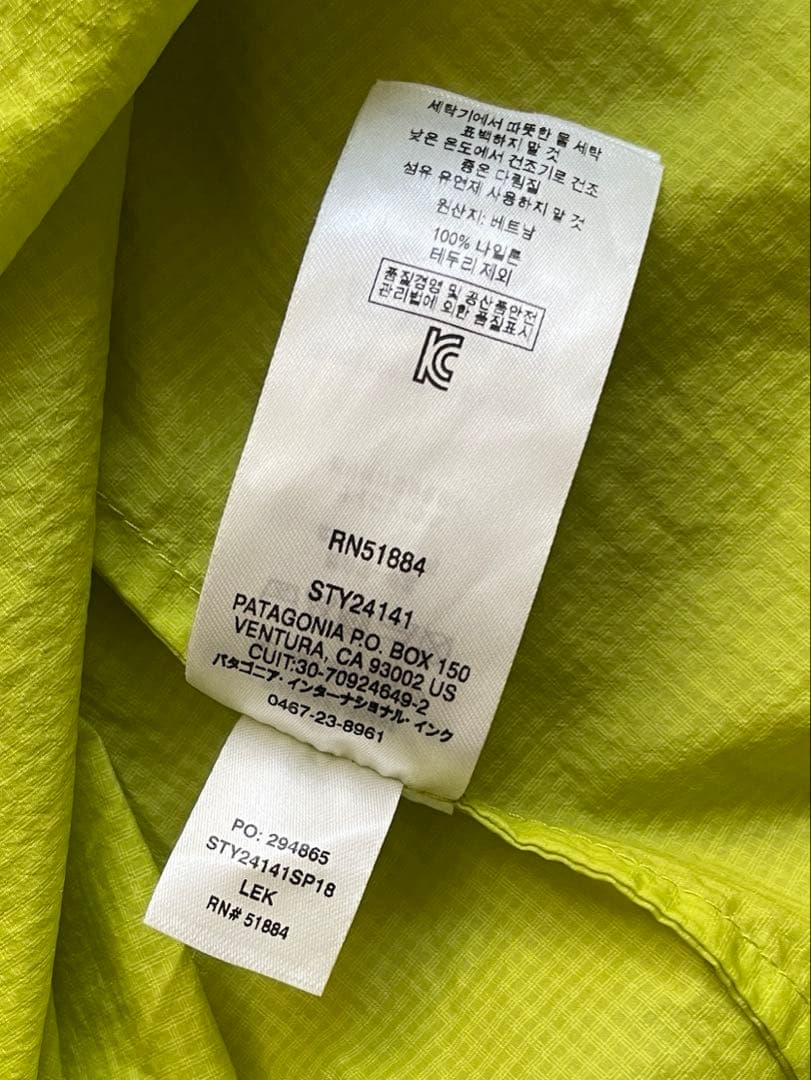 세탁기에서 따뜻한 물 세탁
표백하지 말 것
낮은 온도에서 건조기로 건조
중온 다림질
섬유 유연제 사용하지 말 것
원산지: 베트남
100% 나일론
테두리 제외
품질경영 및 공산품안전
관리법에 의한 품질표시
RN51884
STY24141
PATAGONIA P.O. BOX 150
VENTURA, CA 93002 US
CUIT:30-70924649-2
パタゴニア・インターナショナル・インク
0467-23-8961
PO: 294865
STY24141SP18
LEK
RN# 51884